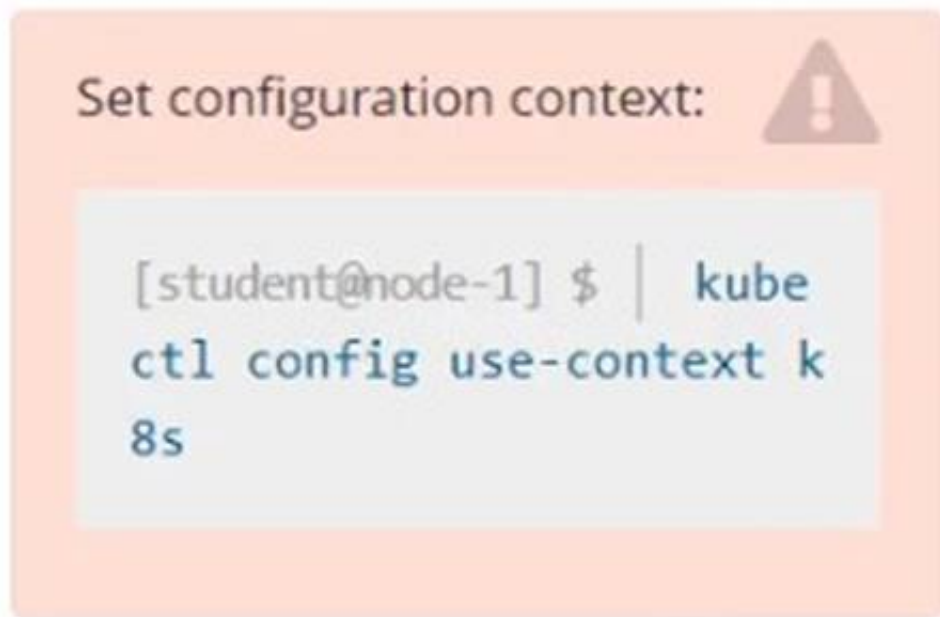 Set configuration context:
[student@node-1] $ | kube
ctl config use-context k
8s